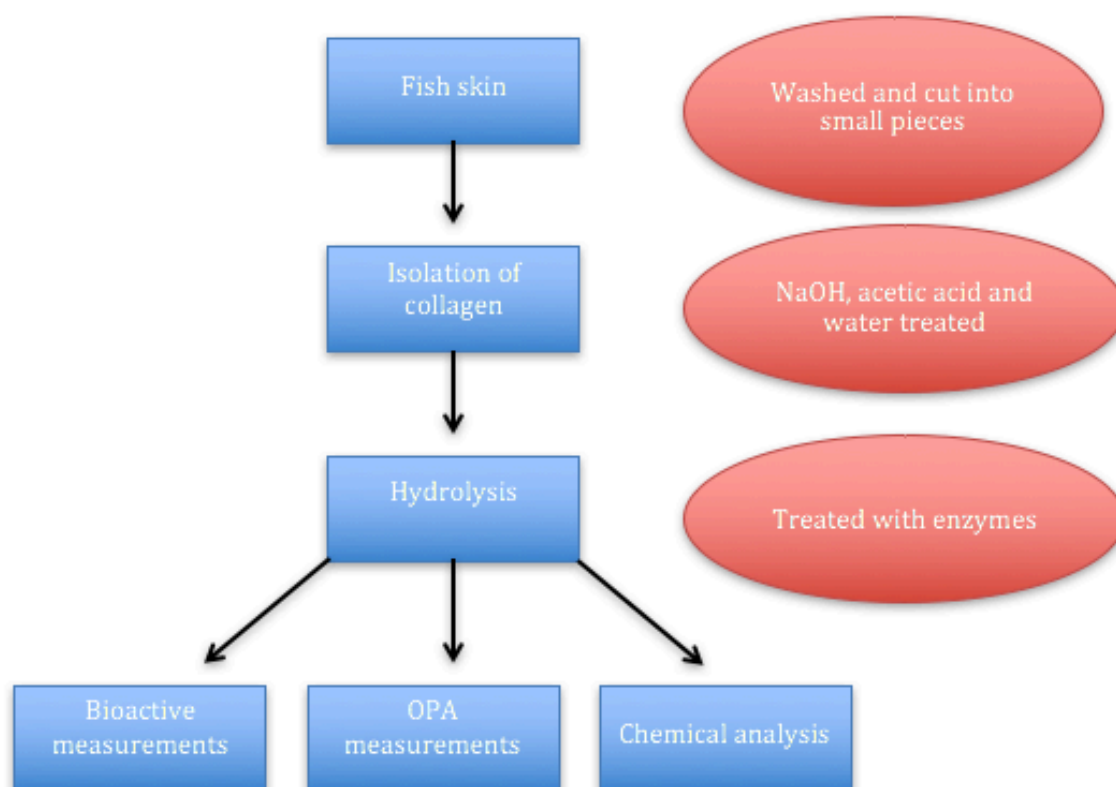 Fish skin
Washed and cut into
small pieces
Isolation of
collagen
NaOH, acetic acid and
water treated
Hydrolysis
Treated with enzymes
Bioactive
measurements
OPA
measurements
Chemical analysis